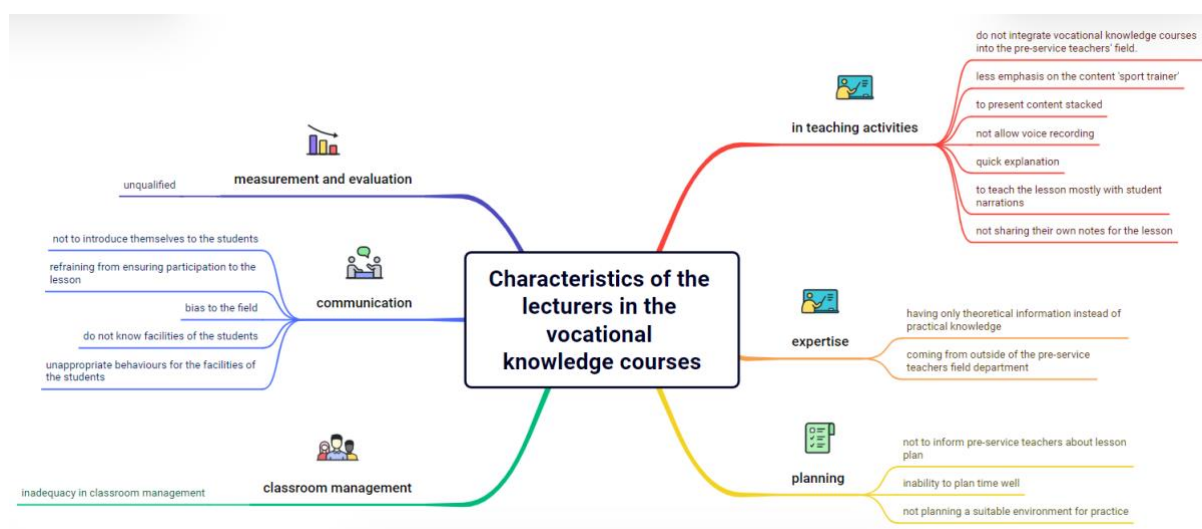 Characteristics of the
lecturers in the
vocational
knowledge courses
in teaching activities
do not integrate vocational knowledge courses
into the pre-service teachers' field.
less emphasis on the content 'sport trainer'
to present content stacked
not allow voice recording
quick explanation
to teach the lesson mostly with student
narrations
not sharing their own notes for the lesson
expertise
having only theoretical information instead of
practical knowledge
coming from outside of the pre-service
teachers field department
planning
not to inform pre-service teachers about lesson
plan
inability to plan time well
not planning a suitable environment for practice
measurement and evaluation
unqualified
communication
not to introduce themselves to the students
refraining from ensuring participation to the
lesson
bias to the field
do not know facilities of the students
unappropriate behaviours for the facilities of
the students
classroom management
inadequacy in classroom management